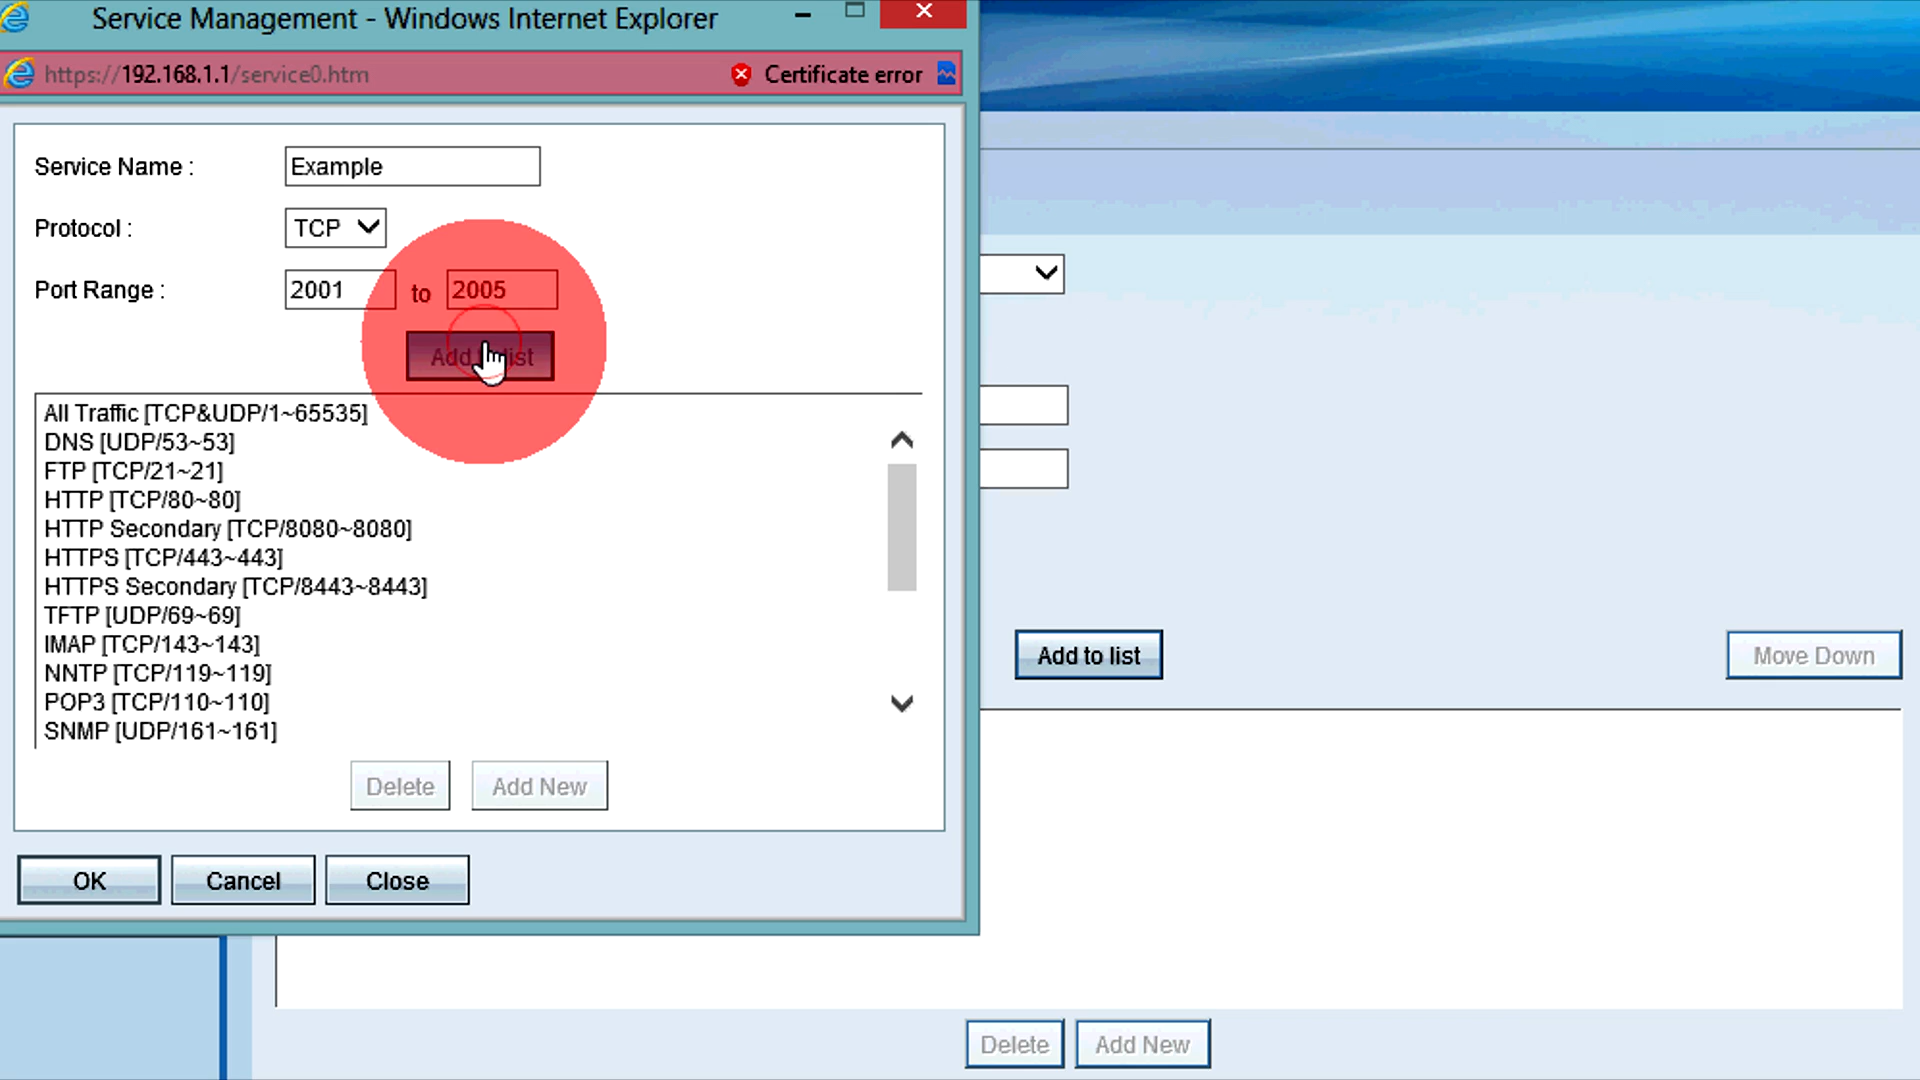 Service Management - Windows Internet Explorer
https://192.168.1.1/service0.htm
Certificate error
Service Name :
Example
Protocol :
TCP
Port Range :
2001
to
2005
Add to list
All Traffic [TCP&UDP/1~65535]
DNS [UDP/53~53]
FTP [TCP/21~21]
HTTP [TCP/80~80]
HTTP Secondary [TCP/8080~8080]
HTTPS [TCP/443~443]
HTTPS Secondary [TCP/8443~8443]
TFTP [UDP/69~69]
IMAP [TCP/143~143]
NNTP [TCP/119~119]
POP3 [TCP/110~110]
SNMP [UDP/161~161]
Delete
Add New
OK
Cancel
Close
Add to list
Move Down
Delete
Add New